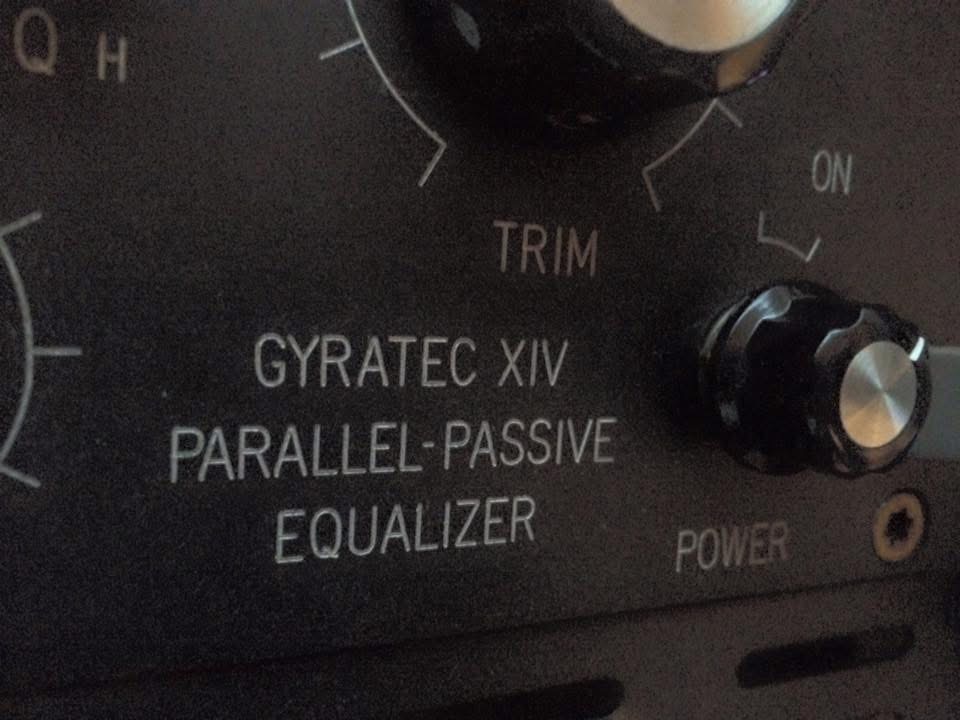 Q H
ON
TRIM
GYRATEC XIV
PARALLEL-PASSIVE
EQUALIZER
POWER